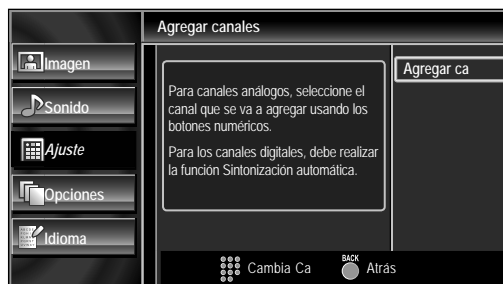 Agregar canales
Imagen
Sonido
Ajuste
Opciones
Idioma
Para canales análogos, seleccione el
canal que se va a agregar usando los
botones numéricos.
Para los canales digitales, debe realizar
la función Sintonización automática.
Agregar ca
Cambia Ca
BACK
Atrás